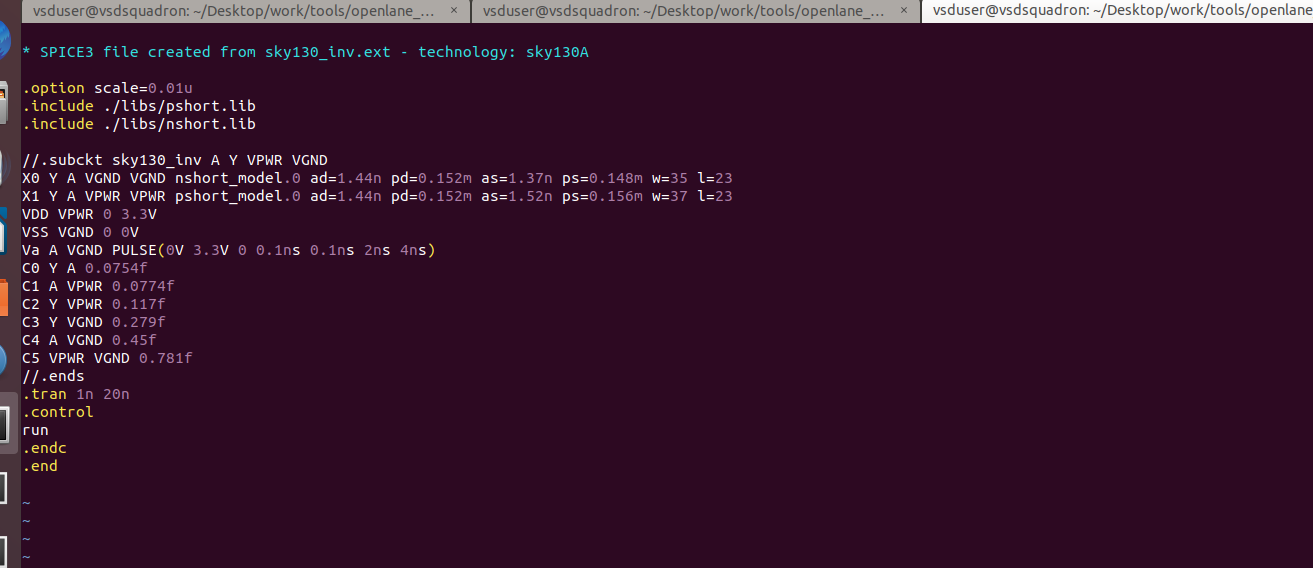 vsduser@vsdsquadron: ~/Desktop/work/tools/openlane_... × vsduser@vsdsquadron: ~/Desktop/work/tools/openlane_... × vsduser@vsdsquadron: ~/Desktop/work/tools/openlane
* SPICE3 file created from sky130_inv.ext - technology: sky130A
.option scale=0.01u
.include ./libs/pshort.lib
.include ./libs/nshort.lib
//.subckt sky130_inv A Y VPWR VGND
X0 Y A VGND VGND nshort_model.0 ad=1.44n pd=0.152m as=1.37n ps=0.148m w=35 l=23
X1 Y A VPWR VPWR pshort_model.0 ad=1.44n pd=0.152m as=1.52n ps=0.156m w=37 l=23
VDD VPWR 0 3.3V
VSS VGND 0 0V
Va A VGND PULSE(0V 3.3V 0 0.1ns 0.1ns 2ns 4ns)
C0 Y A 0.0754f
C1 A VPWR 0.0774f
C2 Y VPWR 0.117f
C3 Y VGND 0.279f
C4 A VGND 0.45f
C5 VPWR VGND 0.781f
//.ends
.tran 1n 20n
.control
run
.endc
.end
~
~
~
~